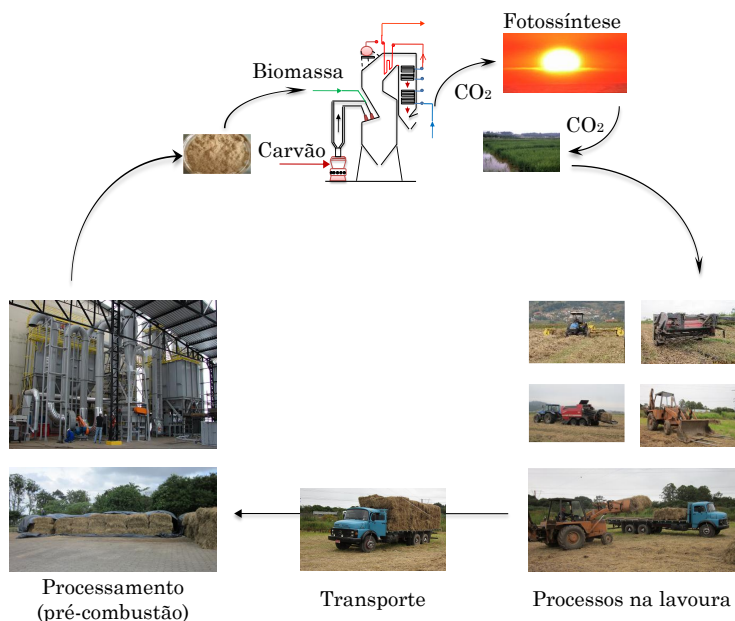 Fotossíntese
Biomassa
CO₂
CO₂
Carvão
Processamento
(pré-combustão)
Transporte
Processos na lavoura